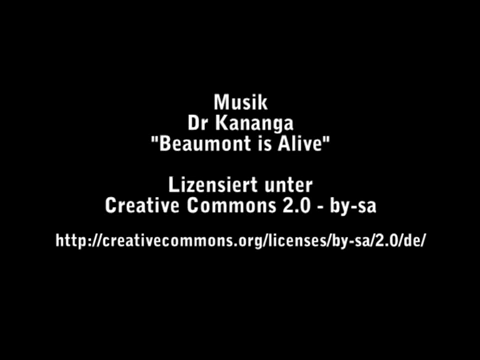 Musik
Dr Kananga
"Beaumont is Alive"
Lizensiert unter
Creative Commons 2.0 - by-sa
http://creativecommons.org/licenses/by-sa/2.0/de/